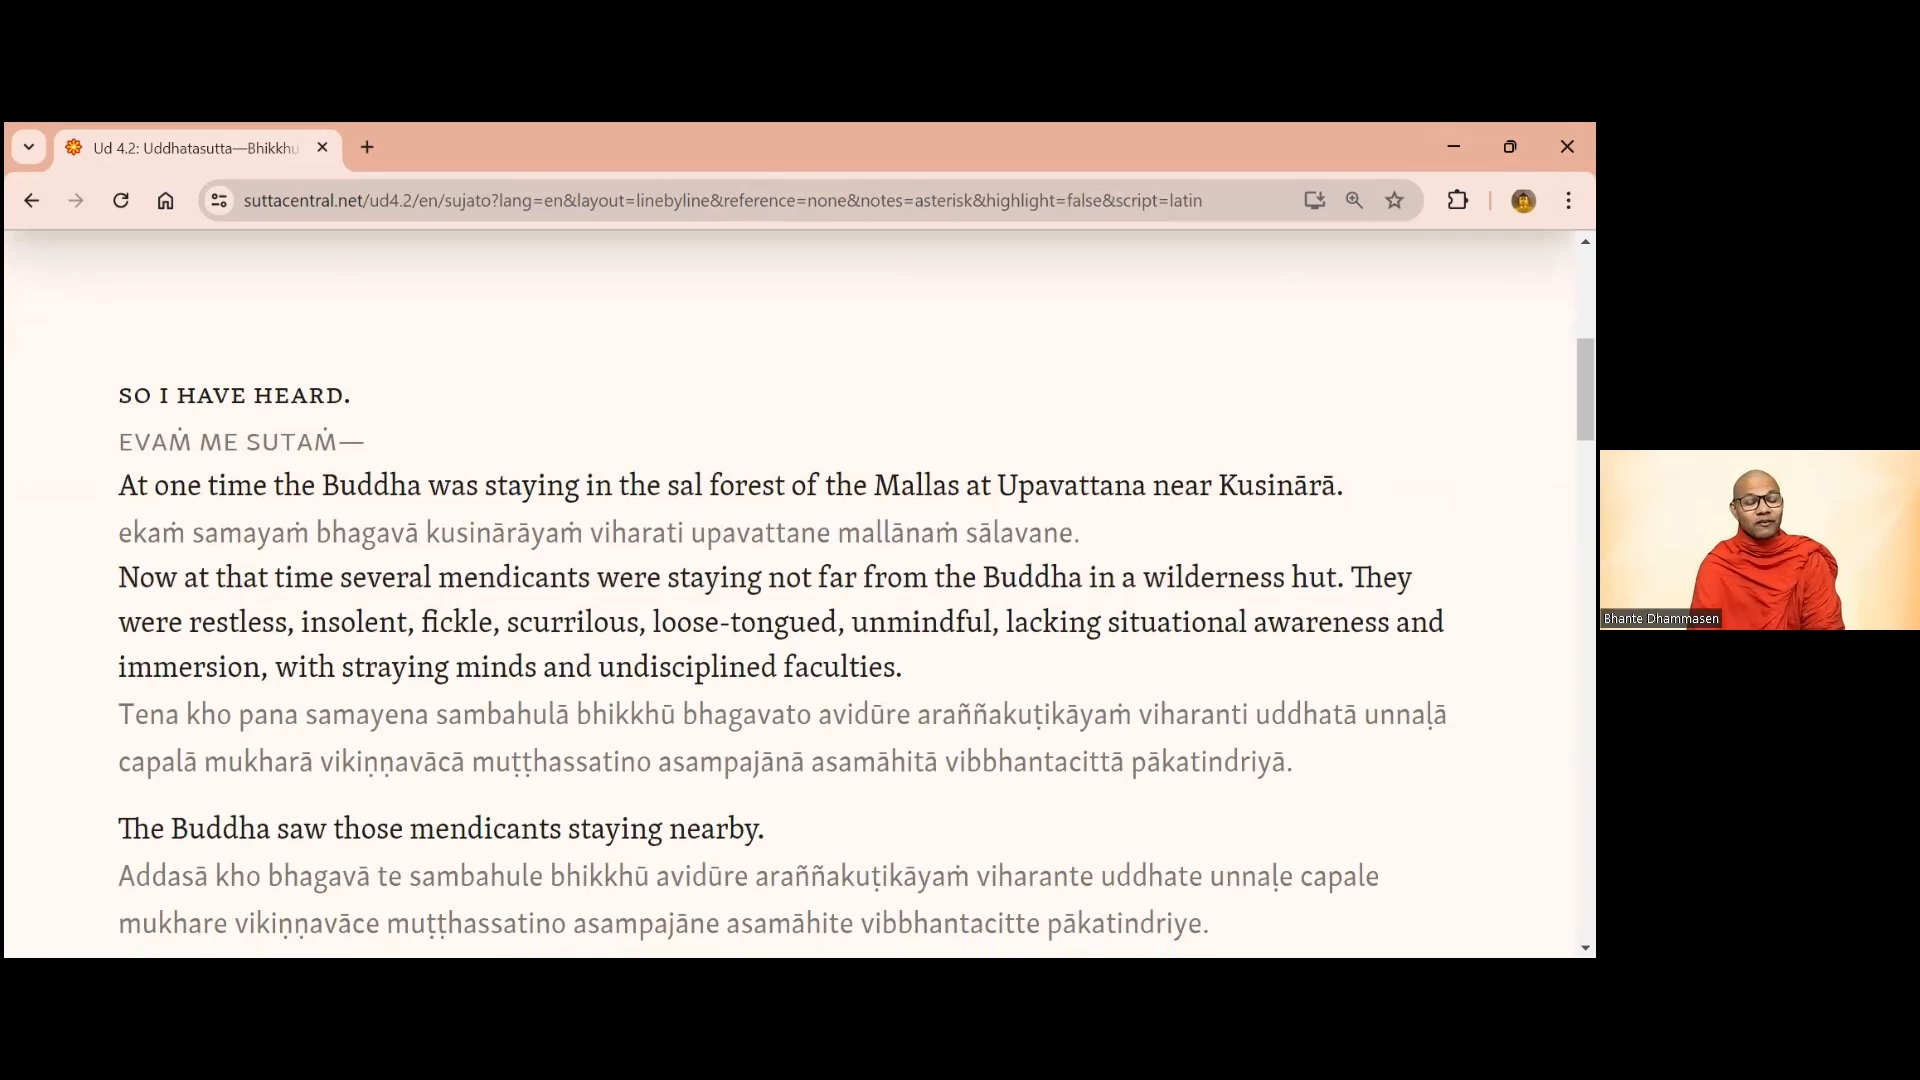 Ud 4.2: Uddhatasutta—Bhikkhu
suttacentral.net/ud4.2/en/sujato?lang=en&layout=linebyline&reference=none&notes=asterisk&highlight=false&script=latin
SO I HAVE HEARD.
EVAṀ ME SUTAṀ—
At one time the Buddha was staying in the sal forest of the Mallas at Upavattana near Kusinārā.
ekaṁ samayaṁ bhagavā kusinārāyaṁ viharati upavattane mallānaṁ sālavane.
Now at that time several mendicants were staying not far from the Buddha in a wilderness hut. They
were restless, insolent, fickle, scurrilous, loose-tongued, unmindful, lacking situational awareness and
immersion, with straying minds and undisciplined faculties.
Tena kho pana samayena sambahulā bhikkhū bhagavato avidūre araññakuṭikāyaṁ viharanti uddhatā unnaḷā
capalā mukharā vikiṇṇavācā muṭṭhassatino asampajānā asamāhitā vibbhantacittā pākatindriyā.
The Buddha saw those mendicants staying nearby.
Addasā kho bhagavā te sambahule bhikkhū avidūre araññakuṭikāyaṁ viharante uddhate unnaḷe capale
mukhare vikiṇṇavāce muṭṭhassatino asampajāne asamāhite vibbhantacitte pākatindriye.
Bhante Dhammasen